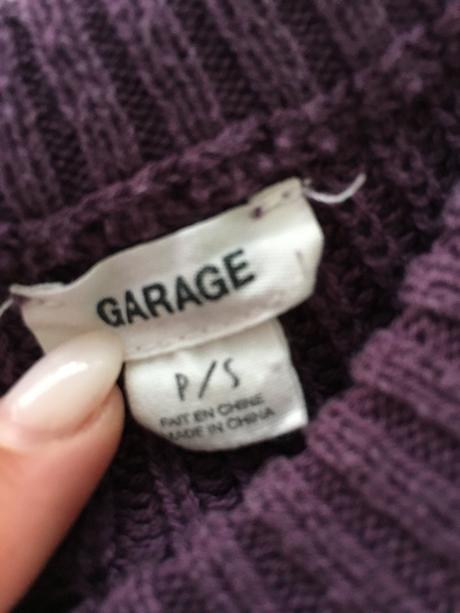 GARAGE
P/S
FAIT EN CHINE
MADE IN CHINA